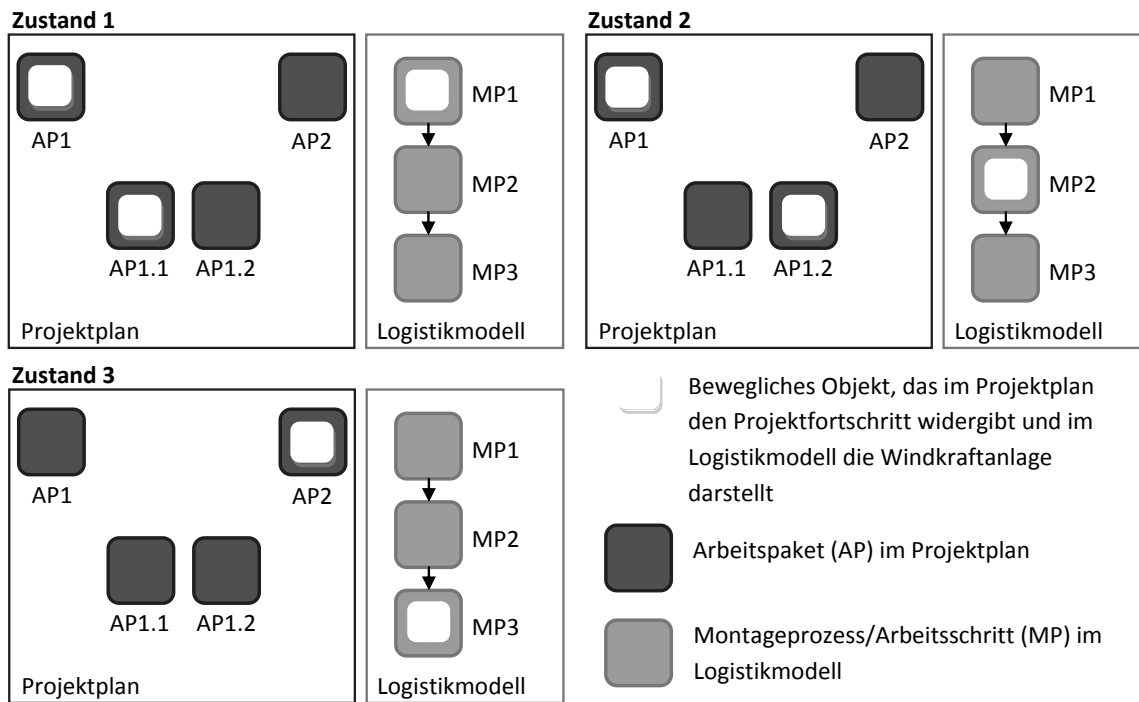 Zustand 1
AP1
AP2
AP1.1
AP1.2
Projektplan
MP1
MP2
MP3
Logistikmodell
Zustand 2
AP1
AP2
AP1.1
AP1.2
Projektplan
MP1
MP2
MP3
Logistikmodell
Zustand 3
AP1
AP2
AP1.1
AP1.2
Projektplan
MP1
MP2
MP3
Logistikmodell
Bewegliches Objekt, das im Projektplan
den Projektfortschritt widergibt und im
Logistikmodell die Windkraftanlage
darstellt
Arbeitspaket (AP) im Projektplan
Montageprozess/Arbeitsschritt (MP) im
Logistikmodell